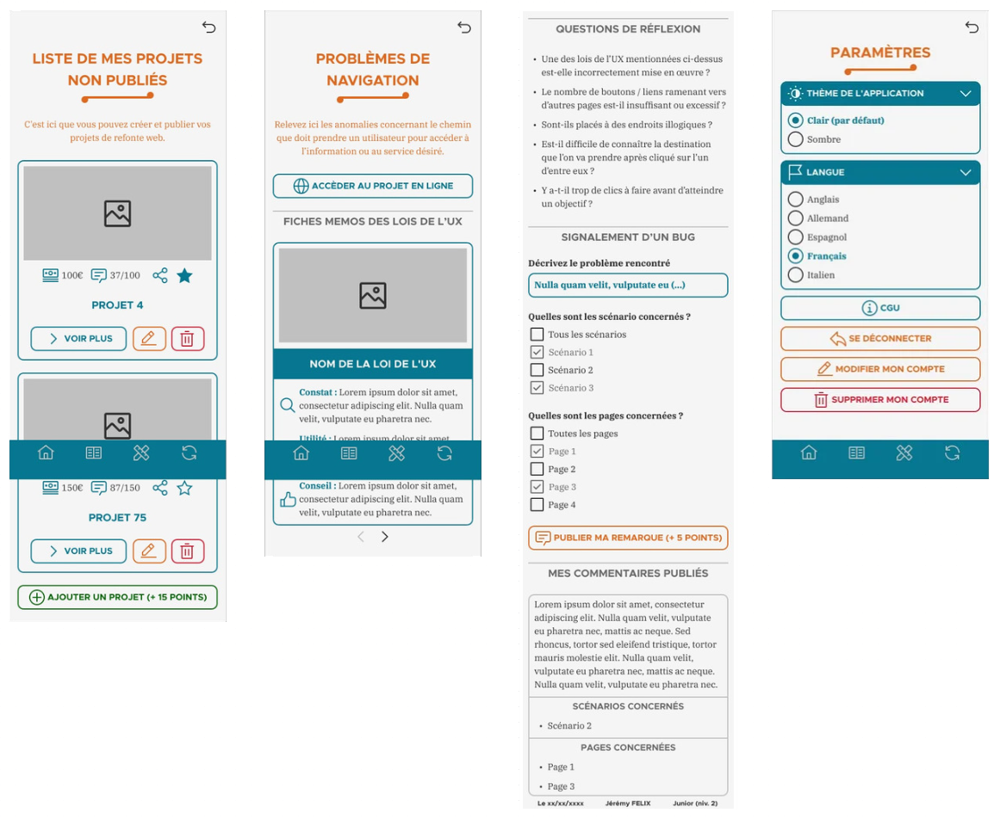 LISTE DE MES PROJETS
NON PUBLIÉS
C'est ici que vous pouvez créer et publier vos
projets de refonte web.
100€ 37/100
PROJET 4
VOIR PLUS
150€ 87/150
PROJET 75
VOIR PLUS
AJOUTER UN PROJET (+ 15 POINTS)
PROBLÈMES DE
NAVIGATION
Relevez ici les anomalies concernant le chemin
que doit prendre un utilisateur pour accéder à
l'information ou au service désiré.
ACCÈDER AU PROJET EN LIGNE
FICHES MEMOS DES LOIS DE L'UX
NOM DE LA LOI DE L'UX
Constat : Lorem ipsum dolor sit amet,
consectetur adipiscing elit. Nulla quam
velit, vulputate eu pharetra nec.
Utilité : Lorem ipsum dolor sit amet,
Conseil : Lorem ipsum dolor sit amet,
consectetur adipiscing elit. Nulla quam
velit, vulputate eu pharetra nec.
QUESTIONS DE RÉFLEXION
• Une des lois de l'UX mentionnées ci-dessus
est-elle incorrectement mise en œuvre ?
• Le nombre de boutons / liens ramenant vers
d'autres pages est-il insuffisant ou excessif ?
• Sont-ils placés à des endroits illogiques ?
• Est-il difficile de connaître la destination
que l'on va prendre après cliqué sur l'un
d'entre eux ?
• Y a-t-il trop de clics à faire avant d'atteindre
un objectif ?
SIGNALEMENT D'UN BUG
Décrivez le problème rencontré
Nulla quam velit, vulputate eu (...)
Quelles sont les scénario concernés ?
Tous les scénarios
Scénario 1
Scénario 2
Scénario 3
Quelles sont les pages concernées ?
Toutes les pages
Page 1
Page 2
Page 3
Page 4
PUBLIER MA REMARQUE (+ 5 POINTS)
MES COMMENTAIRES PUBLIÉS
Lorem ipsum dolor sit amet, consectetur
adipiscing elit. Nulla quam velit, vulputate
eu pharetra nec, mattis ac neque. Sed
rhoncus, tortor sed eleifend tristique, tortor
mauris molestie elit. Nulla quam velit,
vulputate eu pharetra nec, mattis ac neque.
Nulla quam velit, vulputate eu pharetra nec.
SCÉNARIOS CONCERNÉS
• Scénario 2
PAGES CONCERNÉES
• Page 1
• Page 3
Le xx/xx/xxxx Jérémy FELIX Junior (niv. 2)
PARAMÈTRES
THÈME DE L'APPLICATION
Clair (par défaut)
Sombre
LANGUE
Anglais
Allemand
Espagnol
Français
Italien
CGU
SE DÉCONNECTER
MODIFIER MON COMPTE
SUPPRIMER MON COMPTE